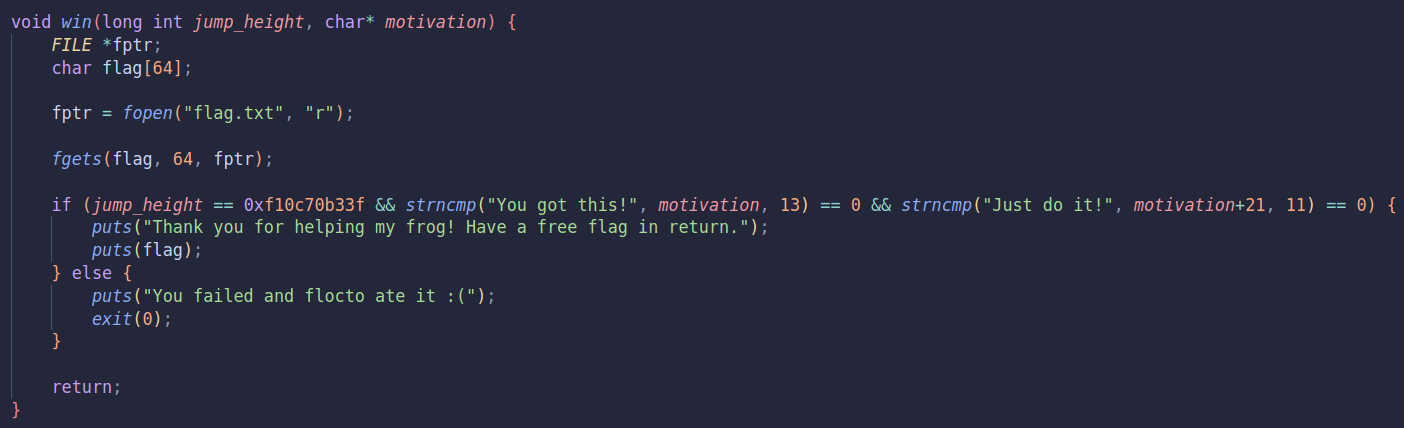 void win(long int jump_height, char* motivation) {
    FILE *fptr;
    char flag[64];

    fptr = fopen("flag.txt", "r");

    fgets(flag, 64, fptr);

    if (jump_height == 0xf10c70b33f && strncmp("You got this!", motivation, 13) == 0 && strncmp("Just do it!", motivation+21, 11) == 0) {
        puts("Thank you for helping my frog! Have a free flag in return.");
        puts(flag);
    } else {
        puts("You failed and flocto ate it :(");
        exit(0);
    }

    return;
}